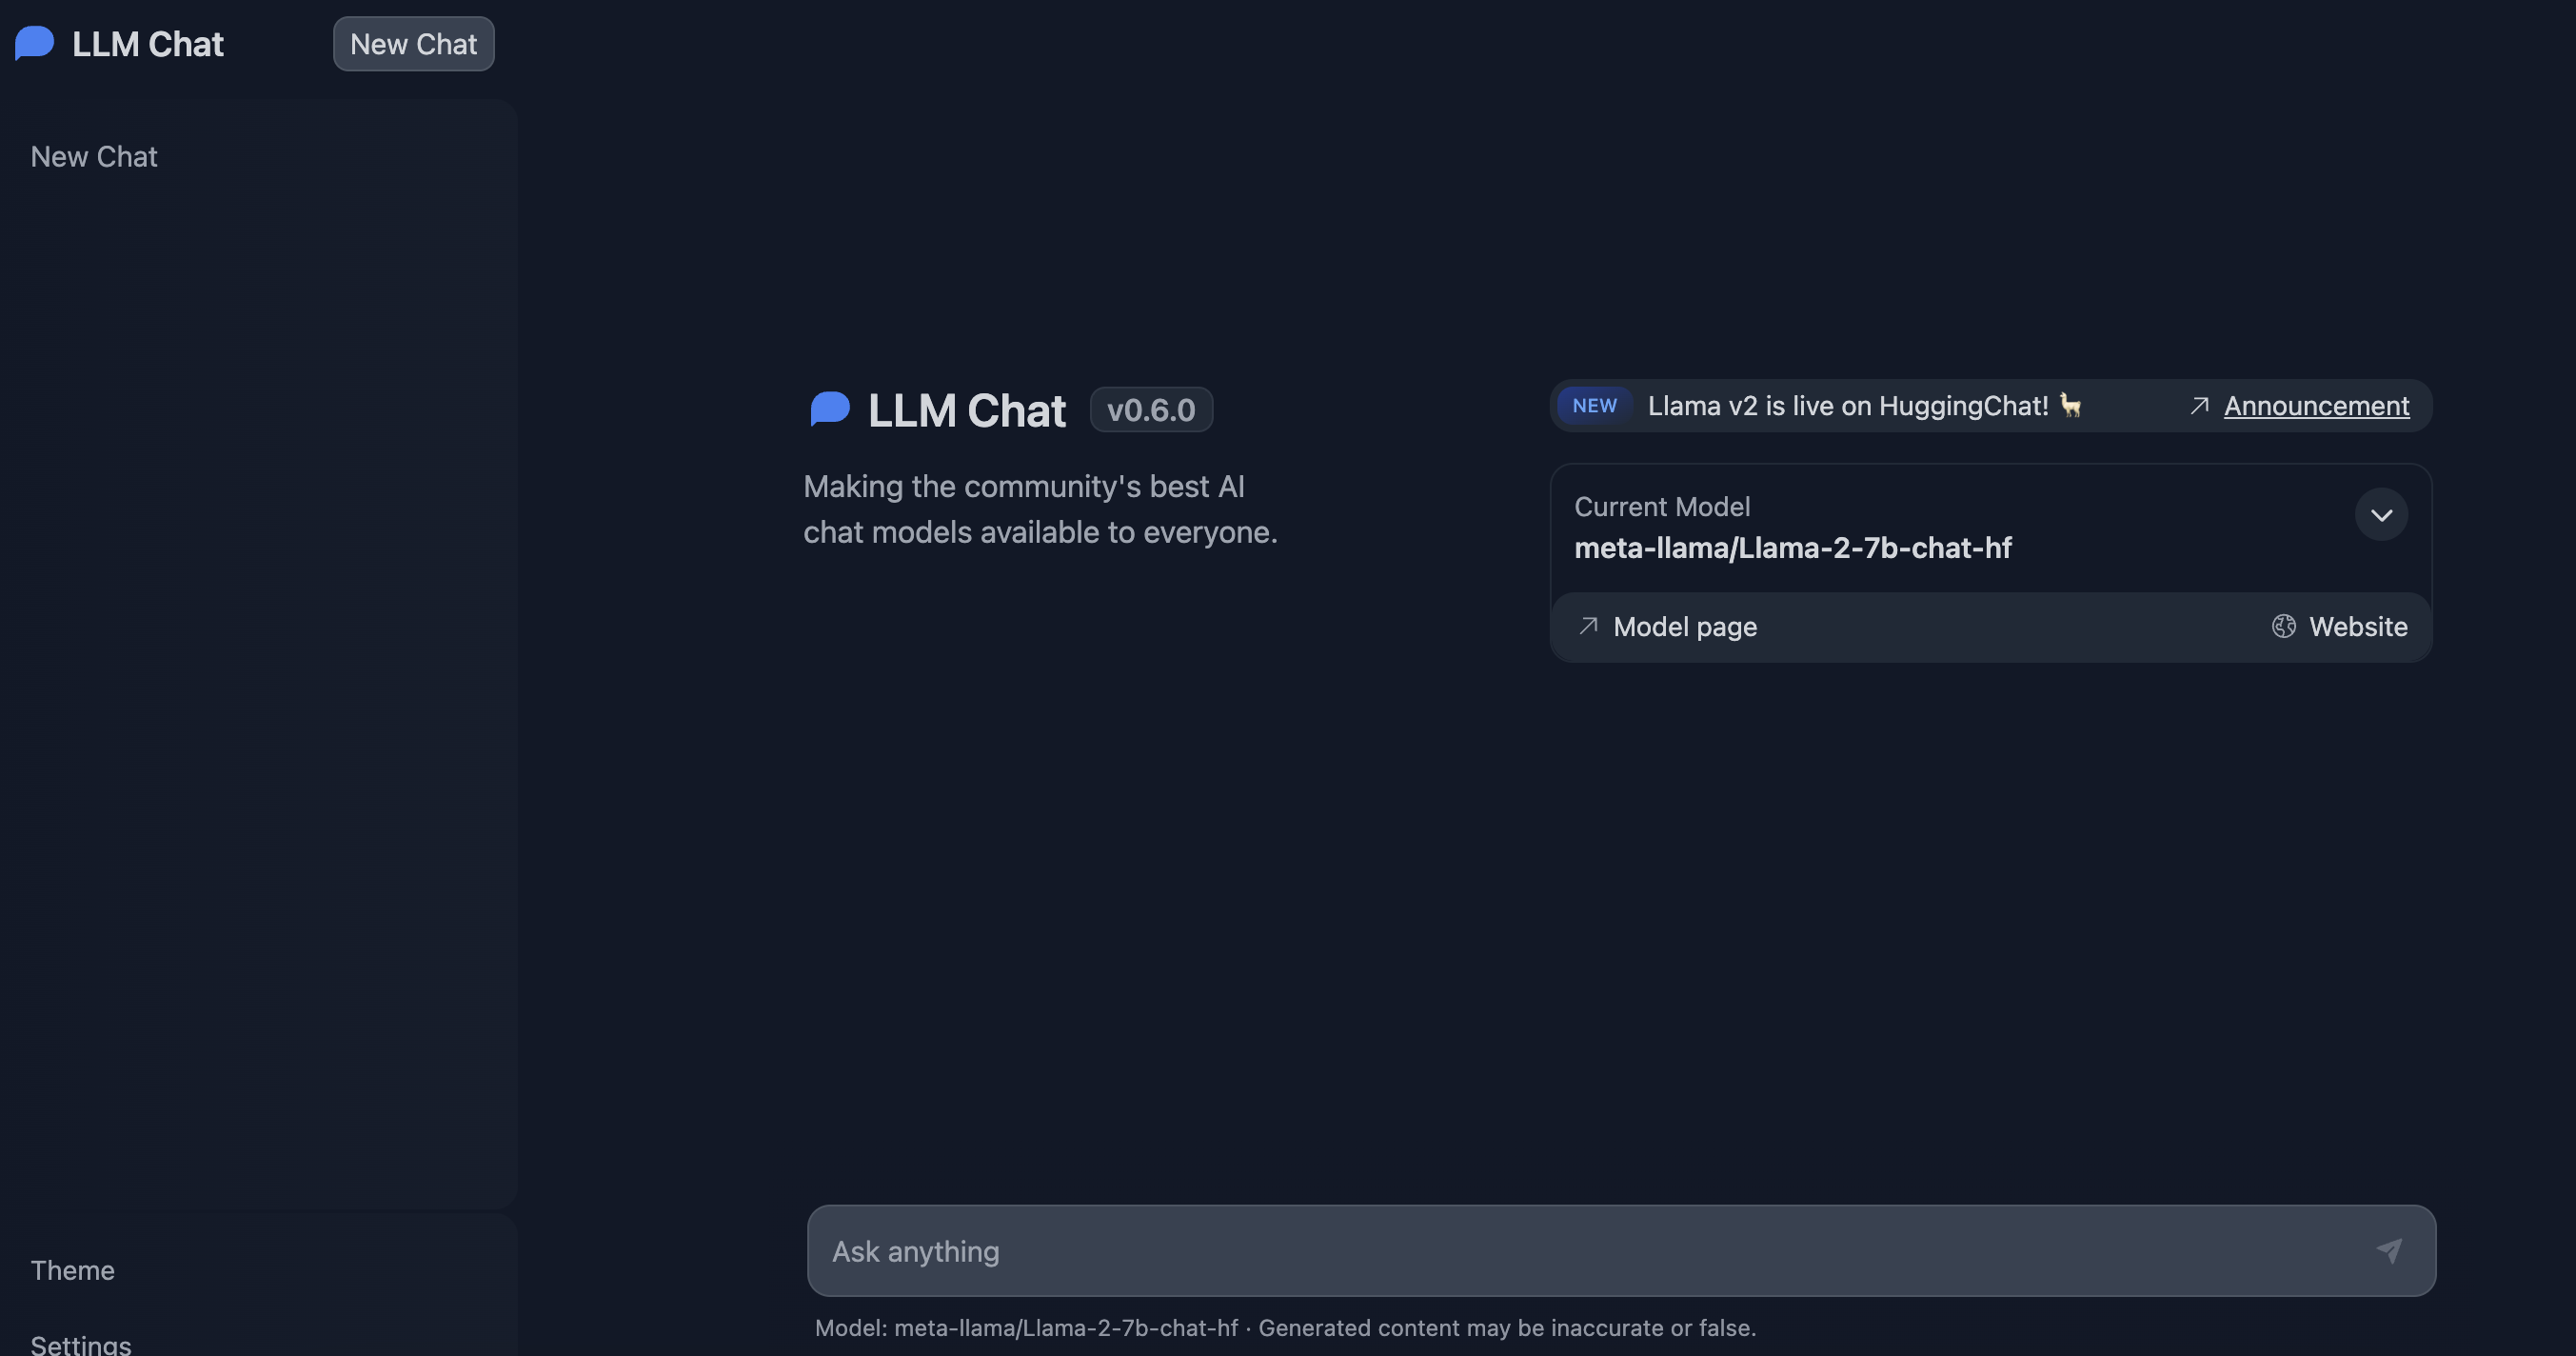 LLM Chat
New Chat
New Chat
LLM Chat v0.6.0
Making the community's best AI
chat models available to everyone.
NEW Llama v2 is live on HuggingChat! 🦙 Announcement
Current Model
meta-llama/Llama-2-7b-chat-hf
Model page
Website
Ask anything
Model: meta-llama/Llama-2-7b-chat-hf · Generated content may be inaccurate or false.
Theme
Settings